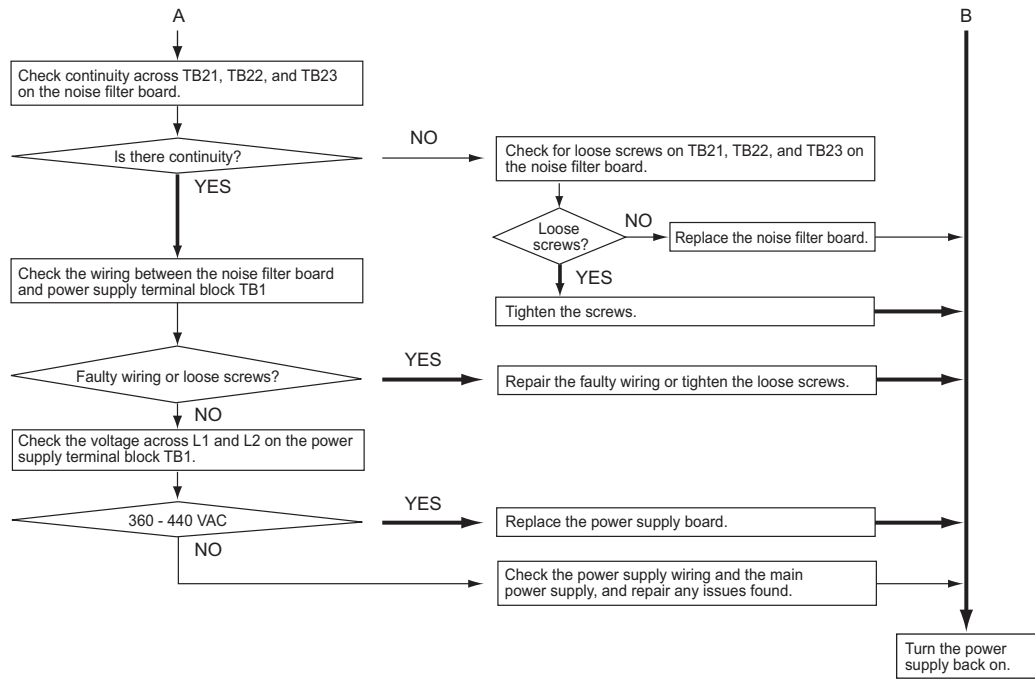 A
B
Check continuity across TB21, TB22, and TB23
on the noise filter board.
Is there continuity?
NO
YES
Check for loose screws on TB21, TB22, and TB23 on
the noise filter board.
Loose
screws?
NO
Replace the noise filter board.
YES
Tighten the screws.
Check the wiring between the noise filter board
and power supply terminal block TB1
Faulty wiring or loose screws?
YES
Repair the faulty wiring or tighten the loose screws.
NO
Check the voltage across L1 and L2 on the power
supply terminal block TB1.
360 - 440 VAC
YES
Replace the power supply board.
NO
Check the power supply wiring and the main
power supply, and repair any issues found.
Turn the power
supply back on.